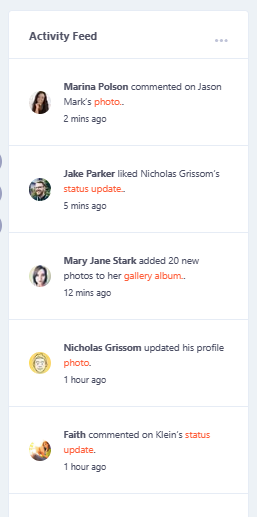 Activity Feed
Marina Polson commented on Jason
Mark's photo..
2 mins ago
Jake Parker liked Nicholas Grissom's
status update..
5 mins ago
Mary Jane Stark added 20 new
photos to her gallery album..
12 mins ago
Nicholas Grissom updated his profile
photo.
1 hour ago
Faith commented on Klein's status
update.
1 hour ago